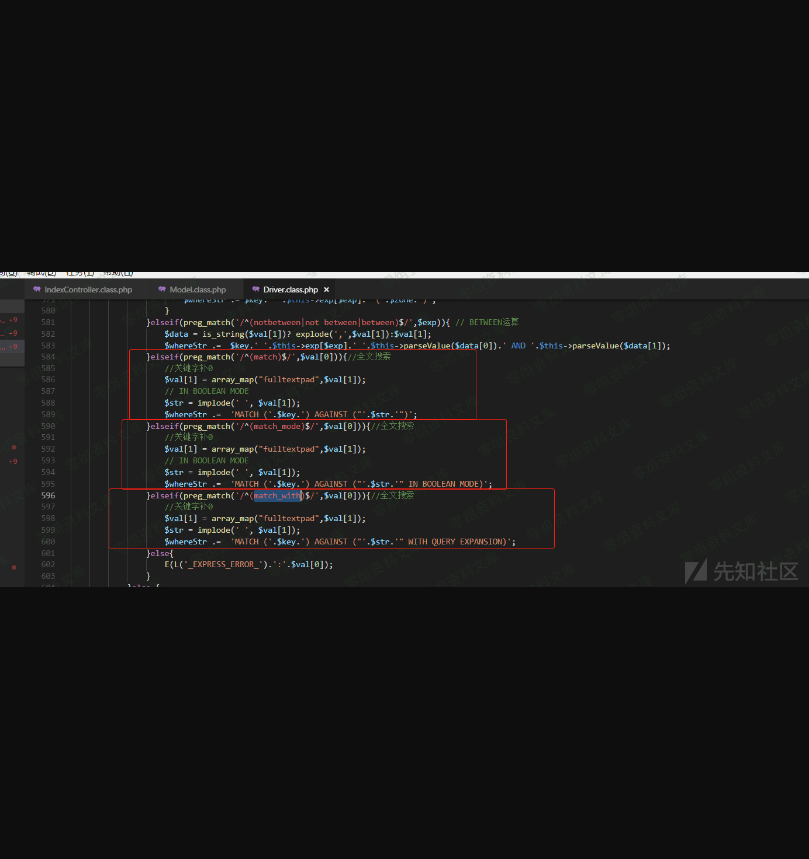 IndexController.class.php Model.class.php Driver.class.php ×
580 }
581 }elseif(preg_match('/^(notbetween|not between|between)$/',$exp)){ // BETWEEN运算
582 $data = is_string($val[1])? explode(',',$val[1]):$val[1];
583 $whereStr .= $key.' '.$this->exp[$exp].' '.$this->parseValue($data[0]).' AND '.$this->parseValue($data[1]);
584 }elseif(preg_match('/^(match)$/',$val[0])){//全文搜索
585 //关键字补0
586 $val[1] = array_map("fulltextpad",$val[1]);
587 // IN BOOLEAN MODE
588 $str = implode(' ', $val[1]);
589 $whereStr .= 'MATCH ('.$key.') AGAINST ("'.$str.'")';
590 }elseif(preg_match('/^(match_mode)$/',$val[0])){//全文搜索
591 //关键字补0
592 $val[1] = array_map("fulltextpad",$val[1]);
593 // IN BOOLEAN MODE
594 $str = implode(' ', $val[1]);
595 $whereStr .= 'MATCH ('.$key.') AGAINST ("'.$str.'" IN BOOLEAN MODE)';
596 }elseif(preg_match('/^(match_with)$/',$val[0])){//全文搜索
597 //关键字补0
598 $val[1] = array_map("fulltextpad",$val[1]);
599 $str = implode(' ', $val[1]);
600 $whereStr .= 'MATCH ('.$key.') AGAINST ("'.$str.'" WITH QUERY EXPANSION)';
601 }else{
602 E(L('_EXPRESS_ERROR_').':'.$val[0]);
603 }
先知社区